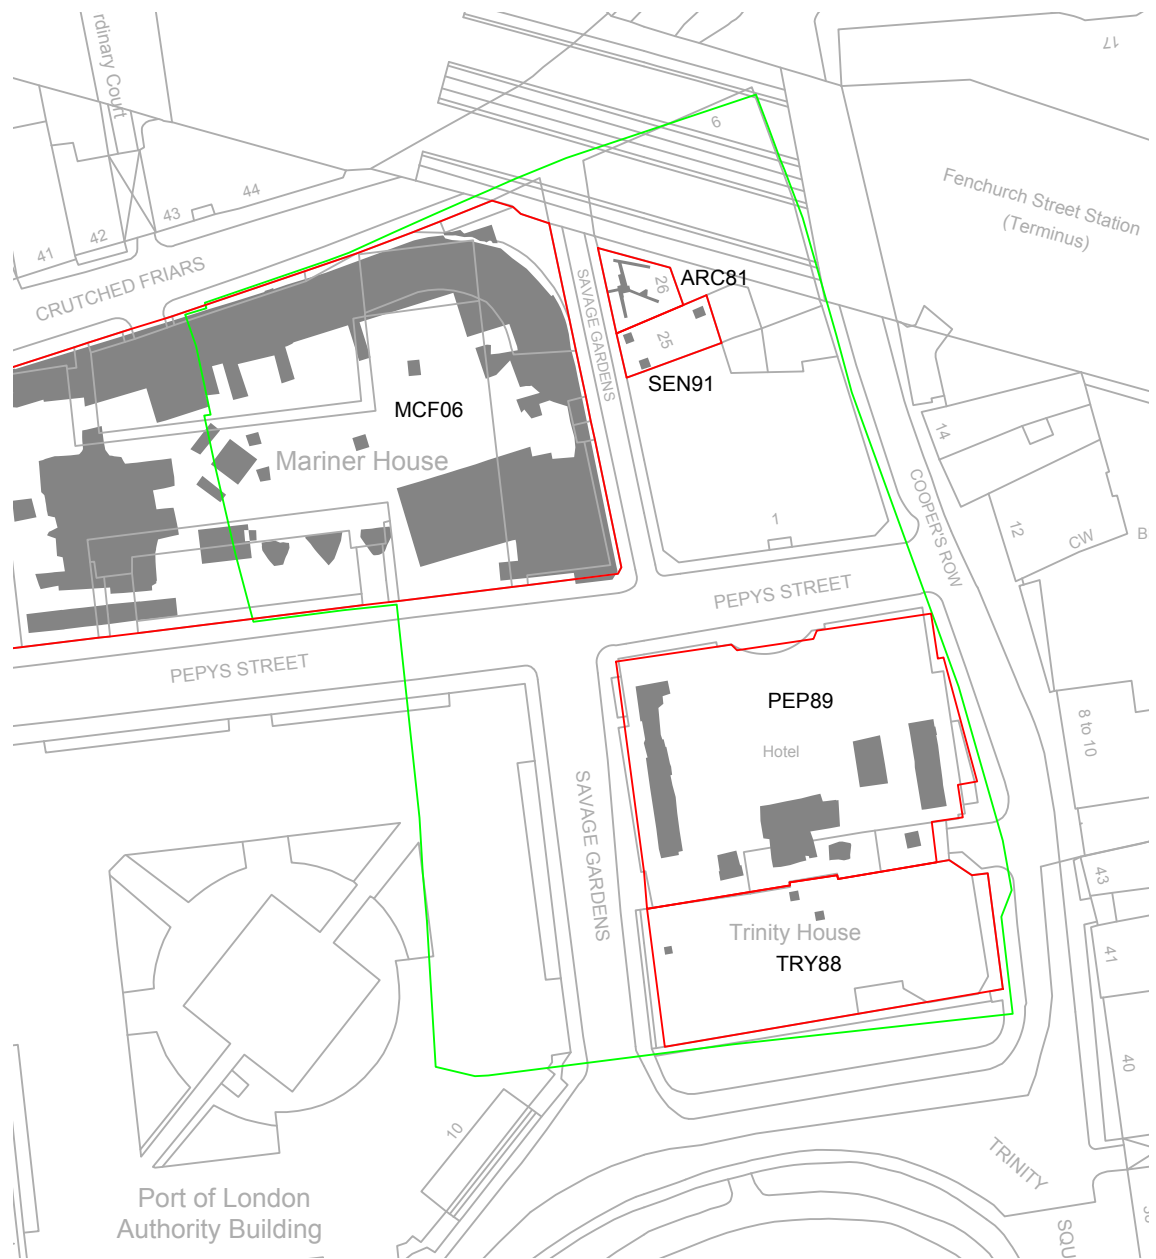 rdinary Court
17
6
44
43
42
41
Fenchurch Street Station
(Terminus)
CRUTCHED FRIARS
SAVAGE GARDENS
26
ARC81
25
SEN91
MCF06
Mariner House
14
COOPER'S ROW
1
12
CW
B
PEPYS STREET
PEPYS STREET
PEP89
Hotel
8 to 10
SAVAGE GARDENS
43
Trinity House
TRY88
41
40
10
TRINITY
SQU
Port of London
Authority Building